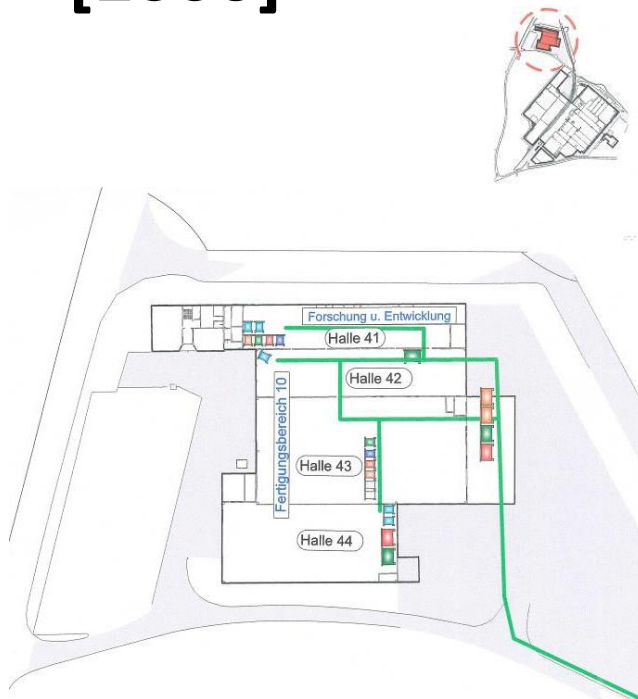 Forschung u. Entwicklung
Halle 41
Halle 42
Fertigungsbereich 10
Halle 43
Halle 44